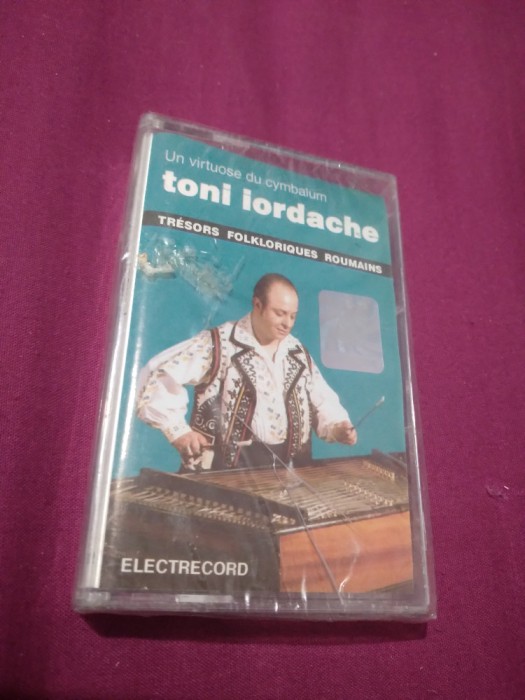 Un virtuose du cymbalum
toni iordache
TRÉSORS FOLKLORIQUES ROUMAINS
ELECTRECORD